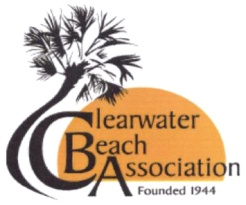 Clearwater
Beach
Association
Founded 1944